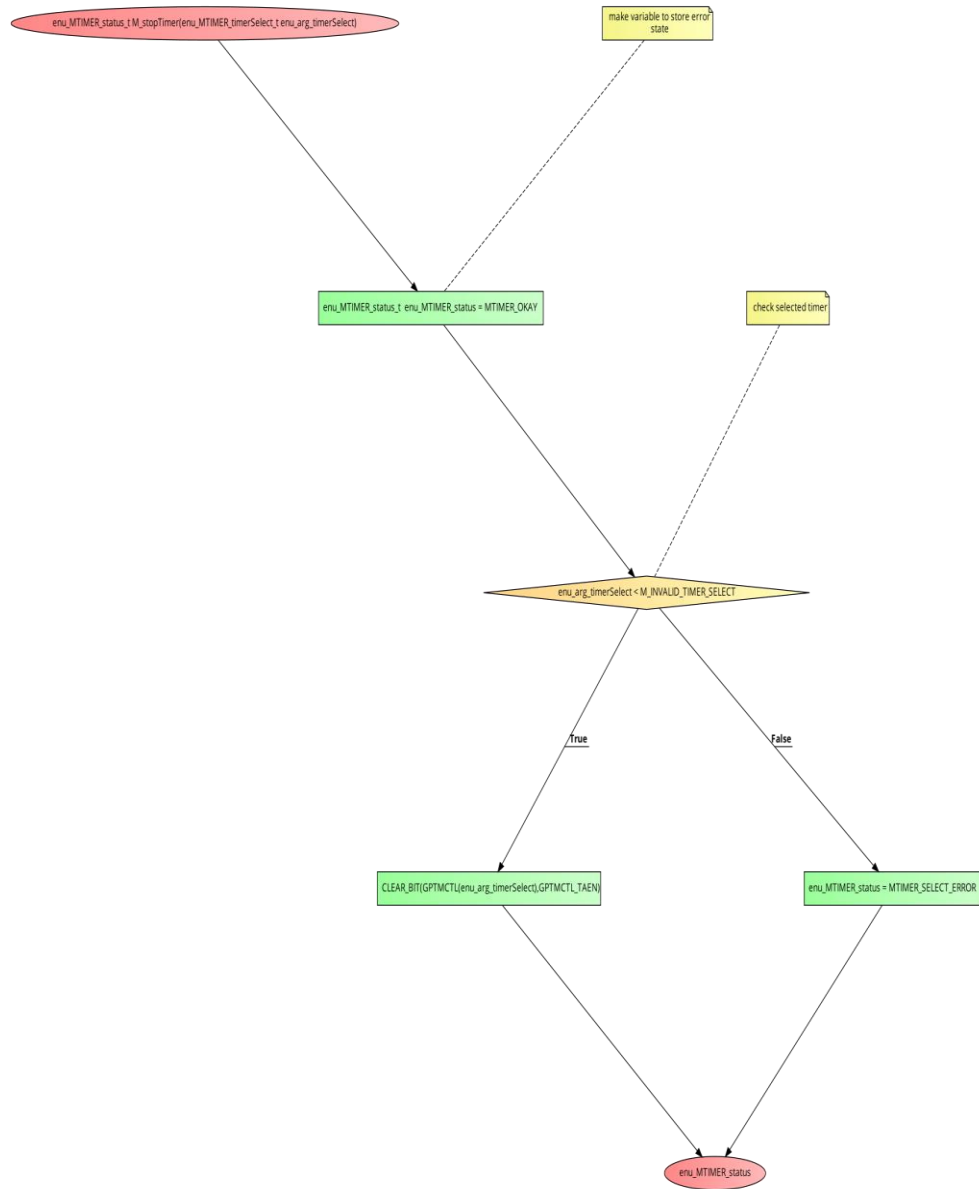 enu_MTIMER_status_t M_stopTimer(enu_MTIMER_timerSelect_t enu_arg_timerSelect)
make variable to store error
state
enu_MTIMER_status_t  enu_MTIMER_status = MTIMER_OKAY
check selected timer
enu_arg_timerSelect < M_INVALID_TIMER_SELECT
True
False
CLEAR_BIT(GPTMCTL(enu_arg_timerSelect),GPTMCTL_TAEN)
enu_MTIMER_status = MTIMER_SELECT_ERROR
enu_MTIMER_status